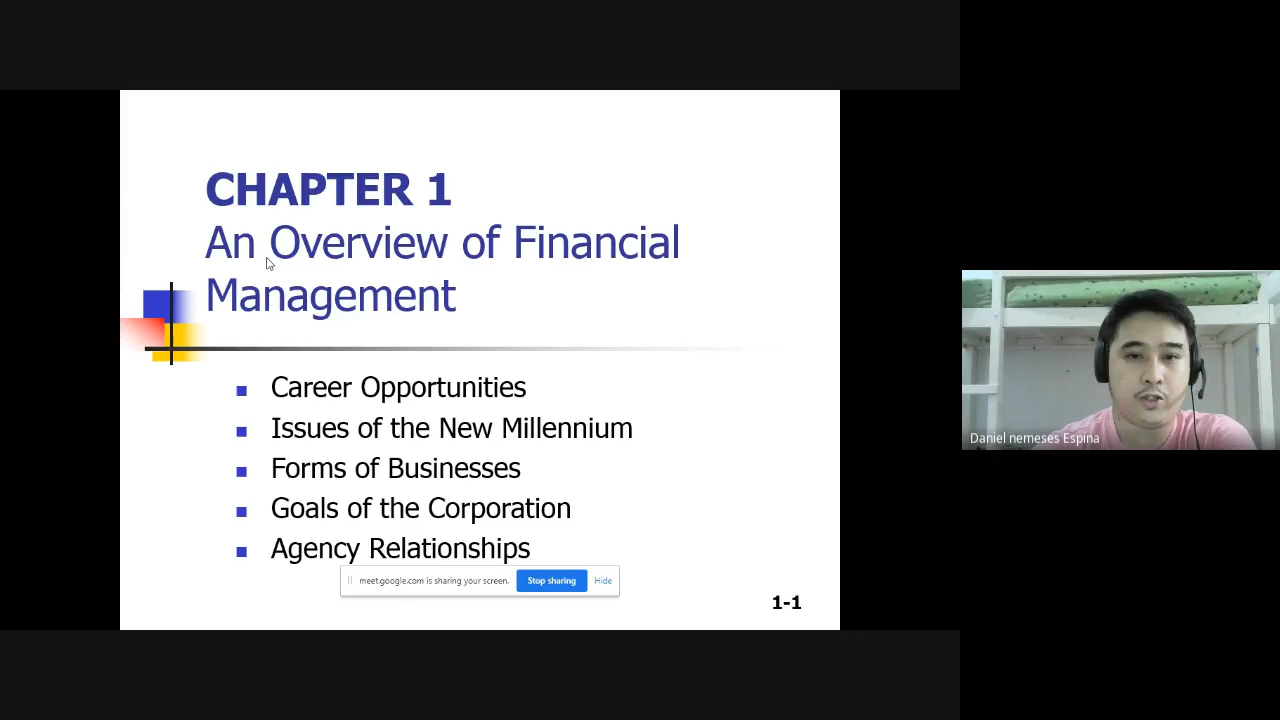 CHAPTER 1
An Overview of Financial
Management
Career Opportunities
Issues of the New Millennium
Forms of Businesses
Goals of the Corporation
Agency Relationships
meet.google.com is sharing your screen. Stop sharing Hide
1-1
Daniel nemeses Espina